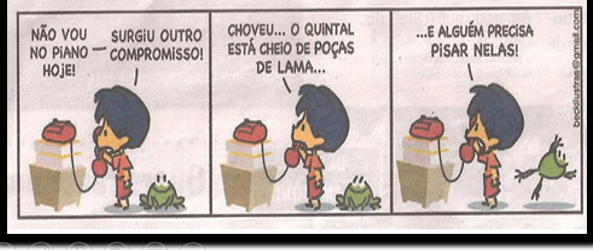 NÃO VOU
NO PIANO
HOJE!
SURGIU OUTRO
COMPROMISSO!
CHOVEU... O QUINTAL
ESTÁ CHEIO DE POÇAS
DE LAMA...
...E ALGUÉM PRECISA
PISAR NELAS!
beckilustras@gmail.com